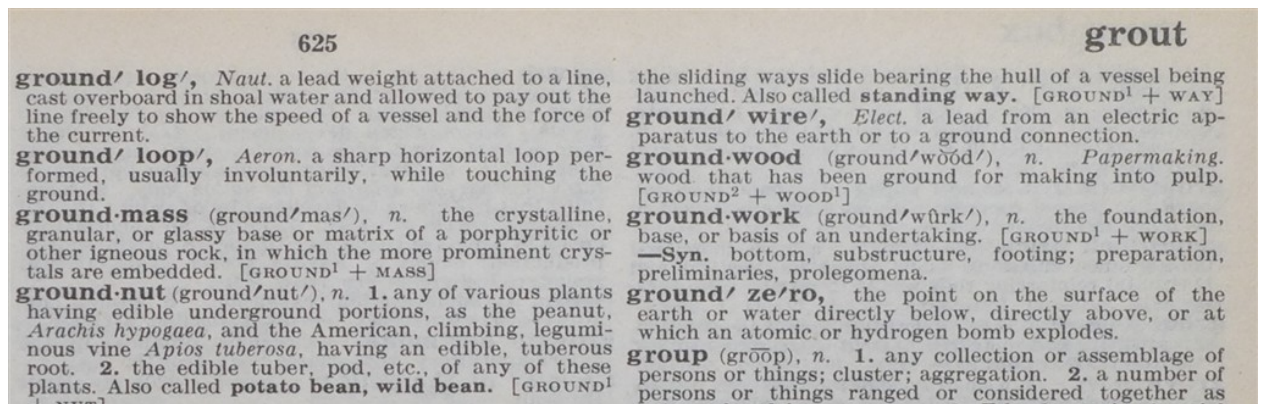 625
grout
ground′ log′, Naut. a lead weight attached to a line,
cast overboard in shoal water and allowed to pay out the
line freely to show the speed of a vessel and the force of
the current.
ground′ loop′, Aeron. a sharp horizontal loop per-
formed, usually involuntarily, while touching the
ground.
ground·mass (ground′mas′), n. the crystalline,
granular, or glassy base or matrix of a porphyritic or
other igneous rock, in which the more prominent crys-
tals are embedded. [GROUND¹ + MASS]
ground·nut (ground′nut′), n. 1. any of various plants
having edible underground portions, as the peanut,
Arachis hypogaea, and the American, climbing, legumi-
nous vine Apios tuberosa, having an edible, tuberous
root. 2. the edible tuber, pod, etc., of any of these
plants. Also called potato bean, wild bean. [GROUND¹
the sliding ways slide bearing the hull of a vessel being
launched. Also called standing way. [GROUND¹ + WAY]
ground′ wire′, Elect. a lead from an electric ap-
paratus to the earth or to a ground connection.
ground·wood (ground′wo͝od′), n. Papermaking.
wood that has been ground for making into pulp.
[GROUND² + WOOD¹]
ground·work (ground′wûrk′), n. the foundation,
base, or basis of an undertaking. [GROUND¹ + WORK]
—Syn. bottom, substructure, footing; preparation,
preliminaries, prolegomena.
ground′ ze′ro, the point on the surface of the
earth or water directly below, directly above, or at
which an atomic or hydrogen bomb explodes.
group (gro͞op), n. 1. any collection or assemblage of
persons or things; cluster; aggregation. 2. a number of
persons or things ranged or considered together as